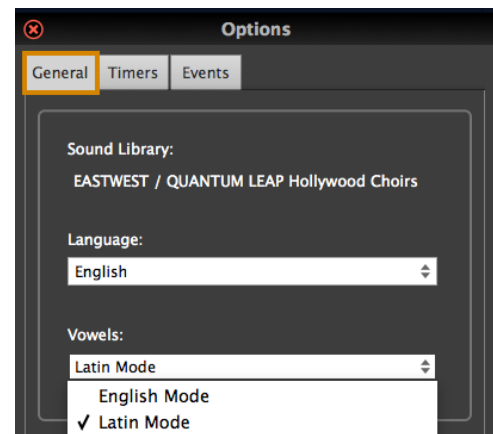 Options
General Timers Events
Sound Library:
EASTWEST / QUANTUM LEAP Hollywood Choirs
Language:
English
Vowels:
Latin Mode
English Mode
✓ Latin Mode